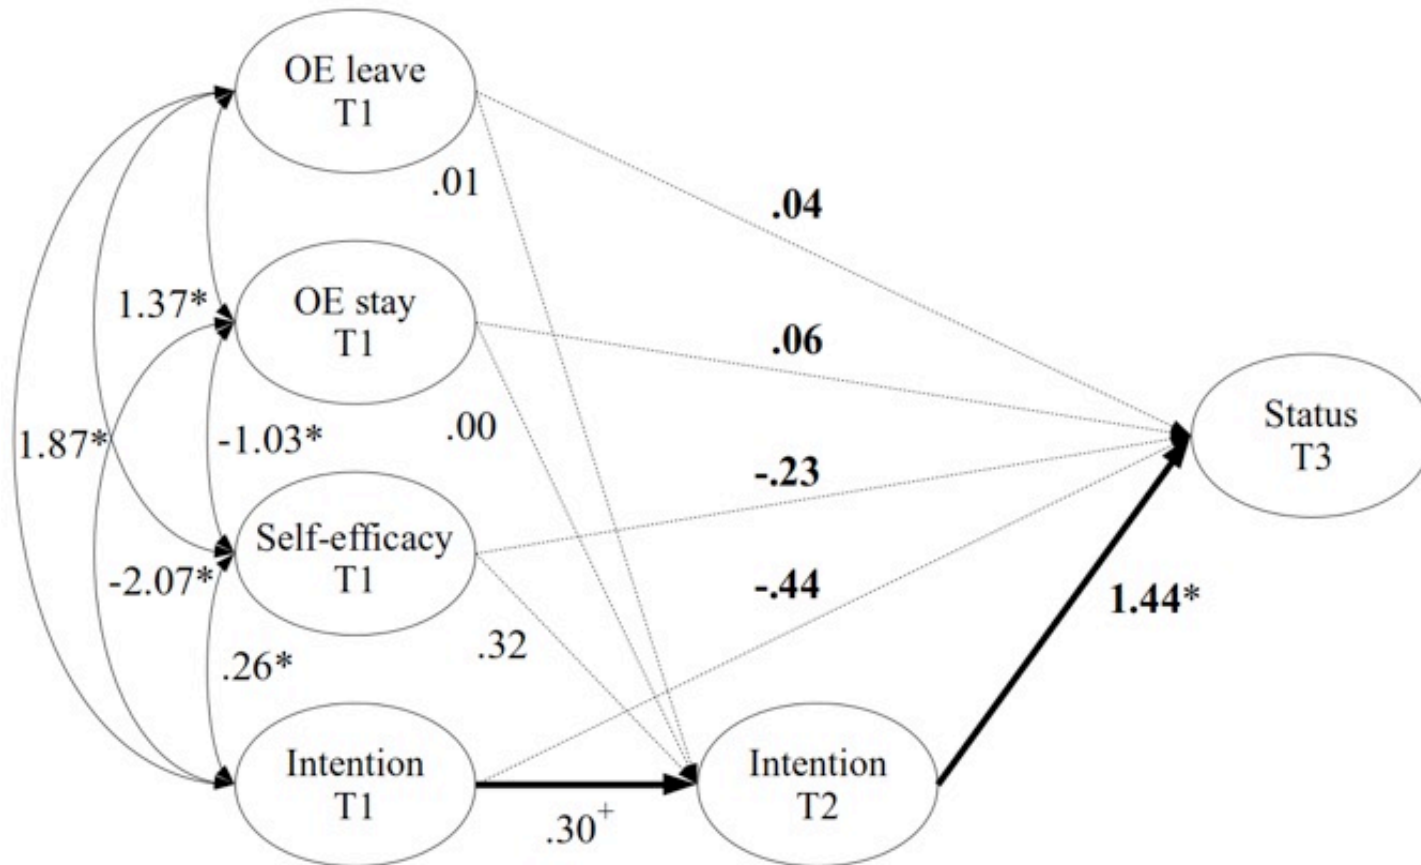 OE leave
T1
.01
.04
1.37*
OE stay
T1
.06
.00
1.87*
-1.03*
-.23
Status
T3
Self-efficacy
T1
-2.07*
-.44
1.44*
.32
.26*
Intention
T1
.30+
Intention
T2